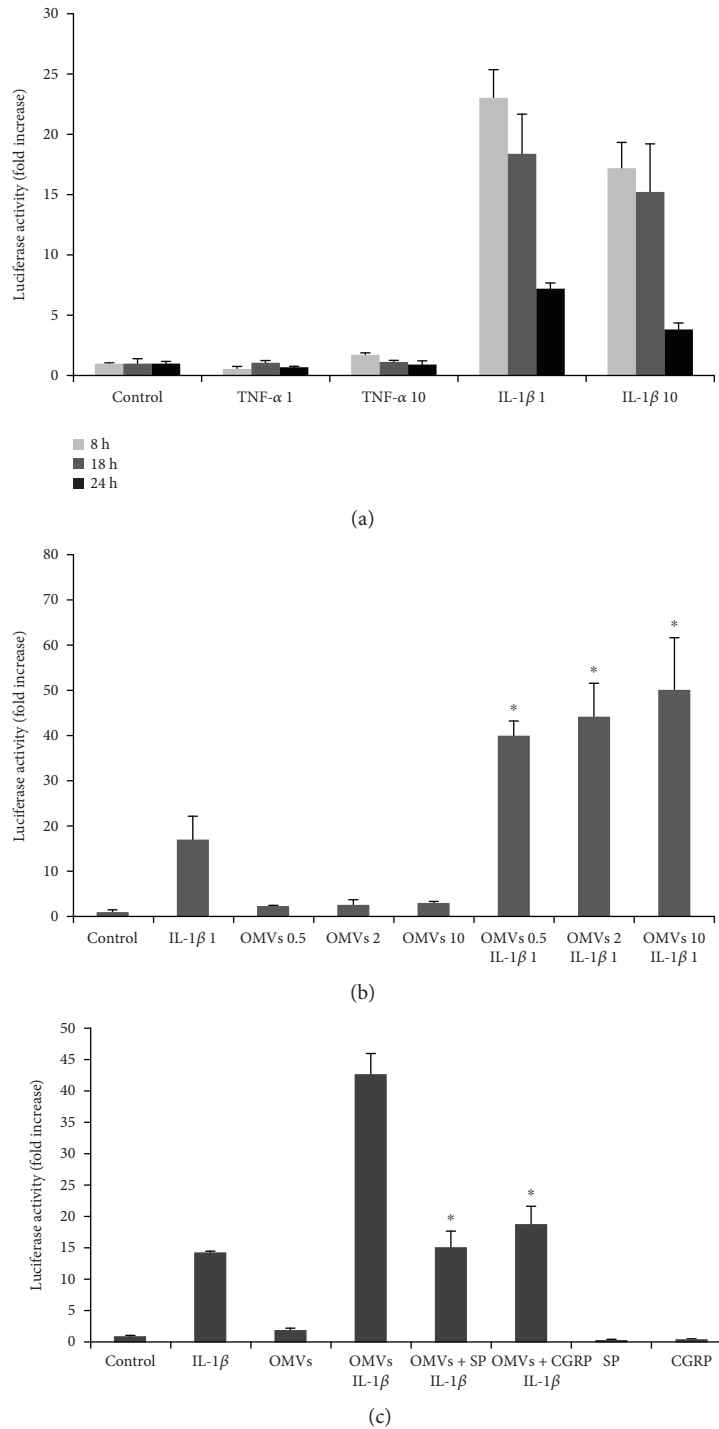 30
25
20
15
10
5
0
Luciferase activity (fold increase)
Control
TNF-α 1
TNF-α 10
IL-1β 1
IL-1β 10
8 h
18 h
24 h
(a)
80
70
60
50
40
30
20
10
0
Luciferase activity (fold increase)
*
*
*
Control
IL-1β 1
OMVs 0.5
OMVs 2
OMVs 10
OMVs 0.5
IL-1β 1
OMVs 2
IL-1β 1
OMVs 10
IL-1β 1
(b)
50
45
40
35
30
25
20
15
10
5
0
Luciferase activity (fold increase)
*
*
Control
IL-1β
OMVs
OMVs
IL-1β
OMVs + SP
IL-1β
OMVs + CGRP
IL-1β
SP
CGRP
(c)